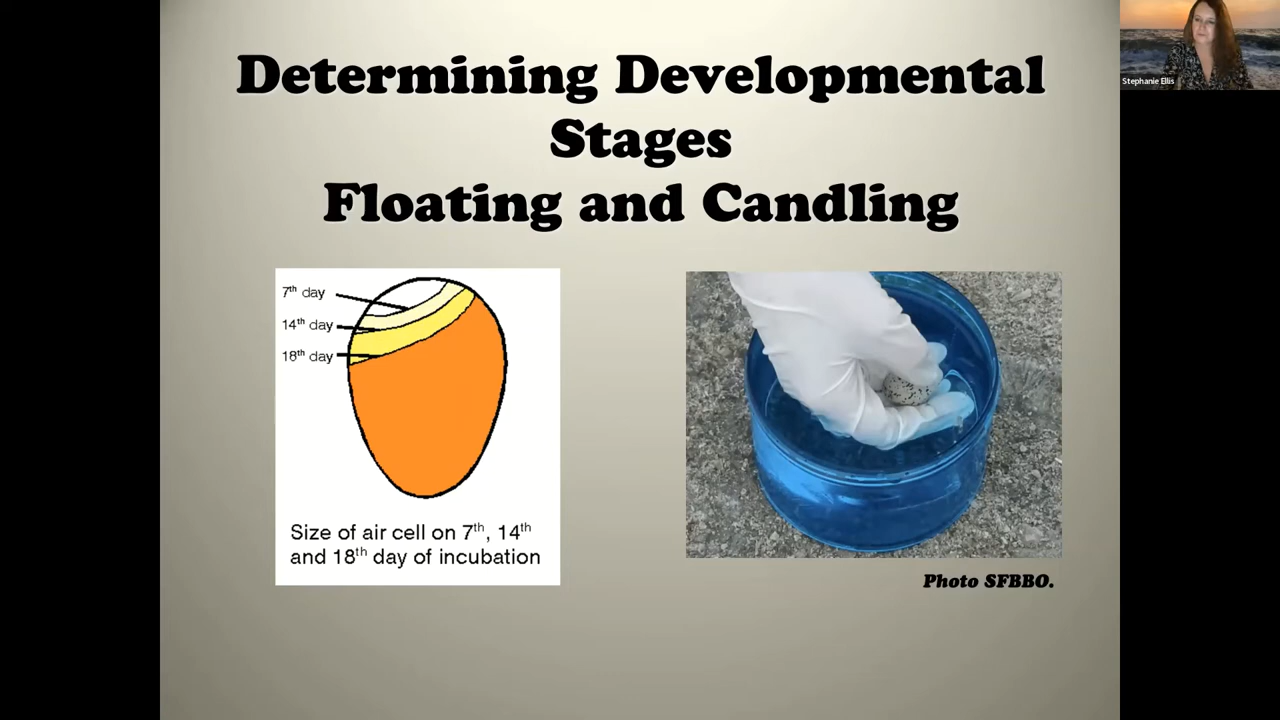 Determining Developmental
Stages
Floating and Candling
Stephanie Ellis
7th day
14th day
18th day
Size of air cell on 7th, 14th
and 18th day of incubation
Photo SFBBO.